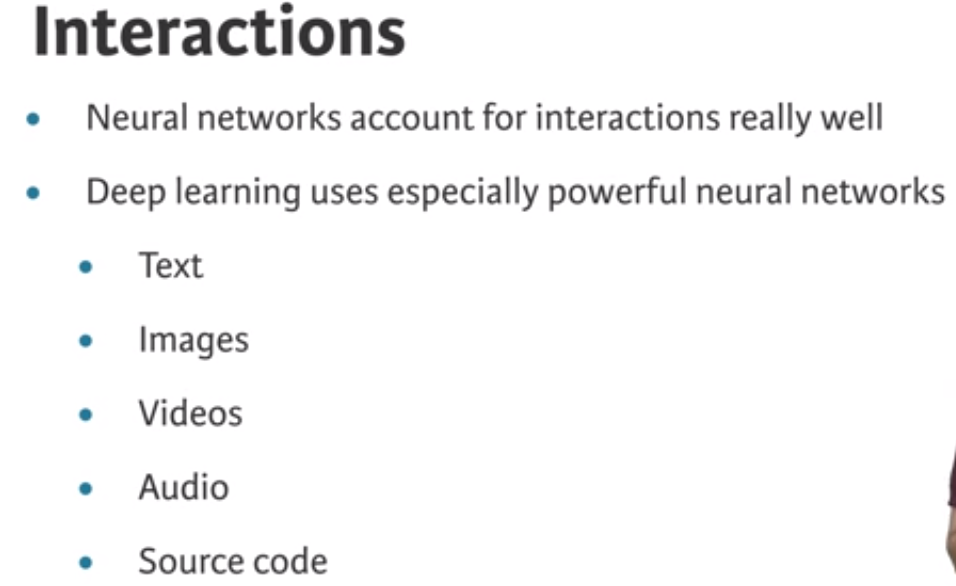 Interactions
Neural networks account for interactions really well
Deep learning uses especially powerful neural networks
Text
Images
Videos
Audio
Source code